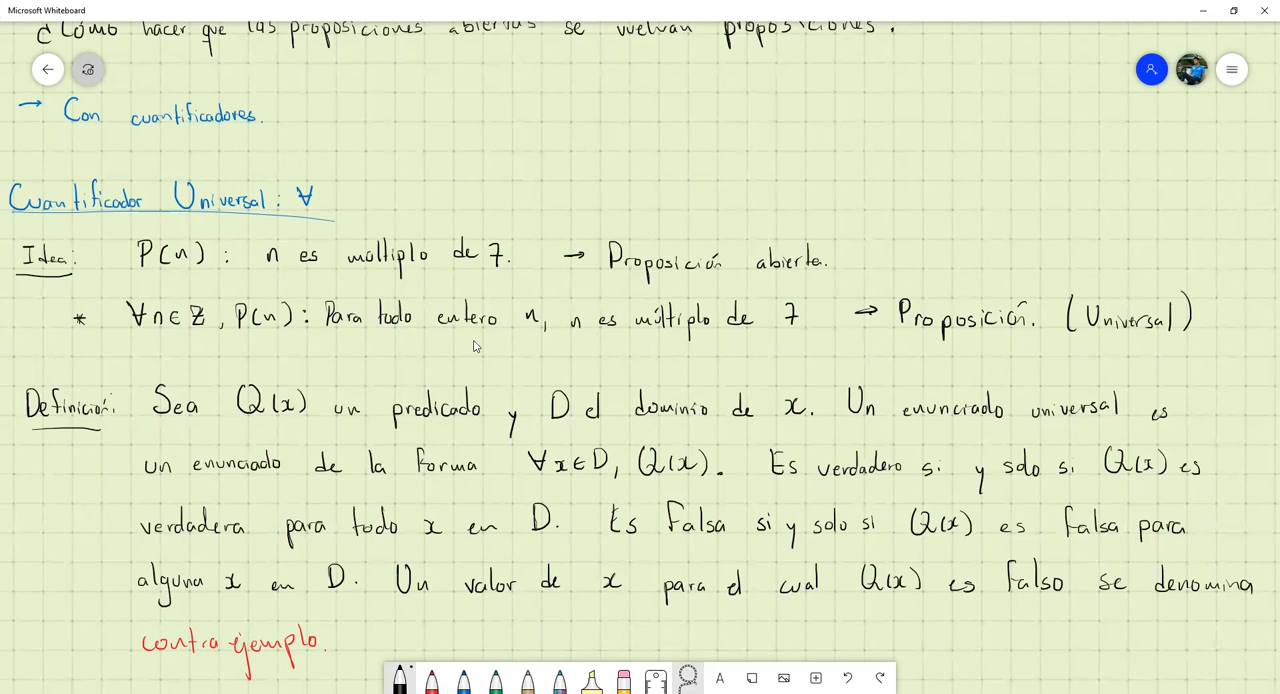 Microsoft Whiteboard
¿Cómo hacer que las proposiciones abiertas se vuelvan proposiciones.
→ Con cuantificadores.
Cuantificador Universal: ∀
Idea: P(n): n es múltiplo de 7. → Proposición abierta.
* ∀n∈Z, P(n): Para todo entero n, n es múltiplo de 7 → Proposición. (Universal)
Definición: Sea Q(x) un predicado y D el dominio de x. Un enunciado universal es
un enunciado de la forma ∀x∈D, Q(x). Es verdadero si y solo si Q(x) es
verdadera para todo x en D. Es Falsa si y solo si Q(x) es falsa para
alguna x en D. Un valor de x para el cual Q(x) es falso se denomina
contraejemplo.